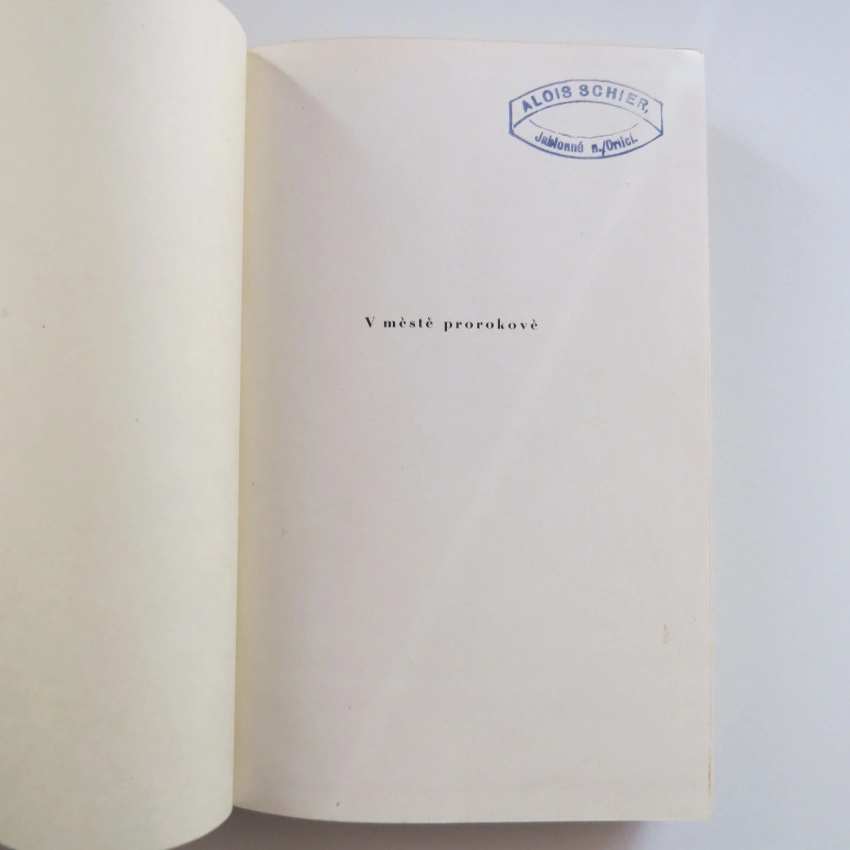 ALOIS SCHIER,
Jablonné n./Orlicí.
V městě prorokově